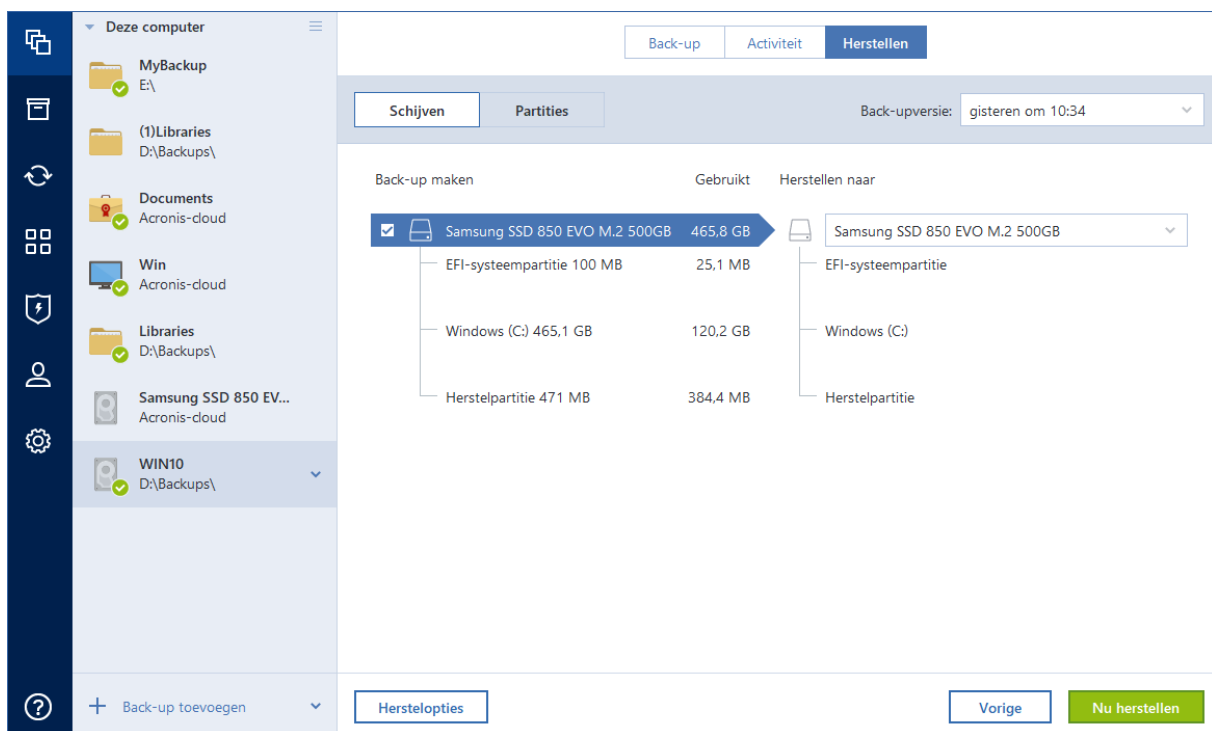 Deze computer
MyBackup
E:\
(1)Libraries
D:\Backups\
Documents
Acronis-cloud
Win
Acronis-cloud
Libraries
D:\Backups\
Samsung SSD 850 EV...
Acronis-cloud
WIN10
D:\Backups\
Back-up toevoegen
Back-up Activiteit Herstellen
Schijven Partities Back-upversie: gisteren om 10:34
Back-up maken Gebruikt Herstellen naar
Samsung SSD 850 EVO M.2 500GB 465,8 GB Samsung SSD 850 EVO M.2 500GB
EFI-systeempartitie 100 MB 25,1 MB EFI-systeempartitie
Windows (C:) 465,1 GB 120,2 GB Windows (C:)
Herstelpartitie 471 MB 384,4 MB Herstelpartitie
Herstelopties Vorige Nu herstellen